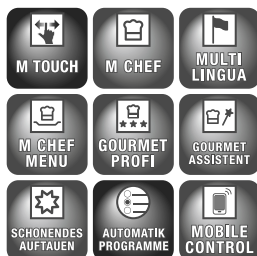 M TOUCH
M CHEF
MULTI
LINGUA
M CHEF
MENU
GOURMET
PROFI
GOURMET
ASSISTENT
SCHONENDES
AUFTAUEN
AUTOMATIK
PROGRAMME
MOBILE
CONTROL